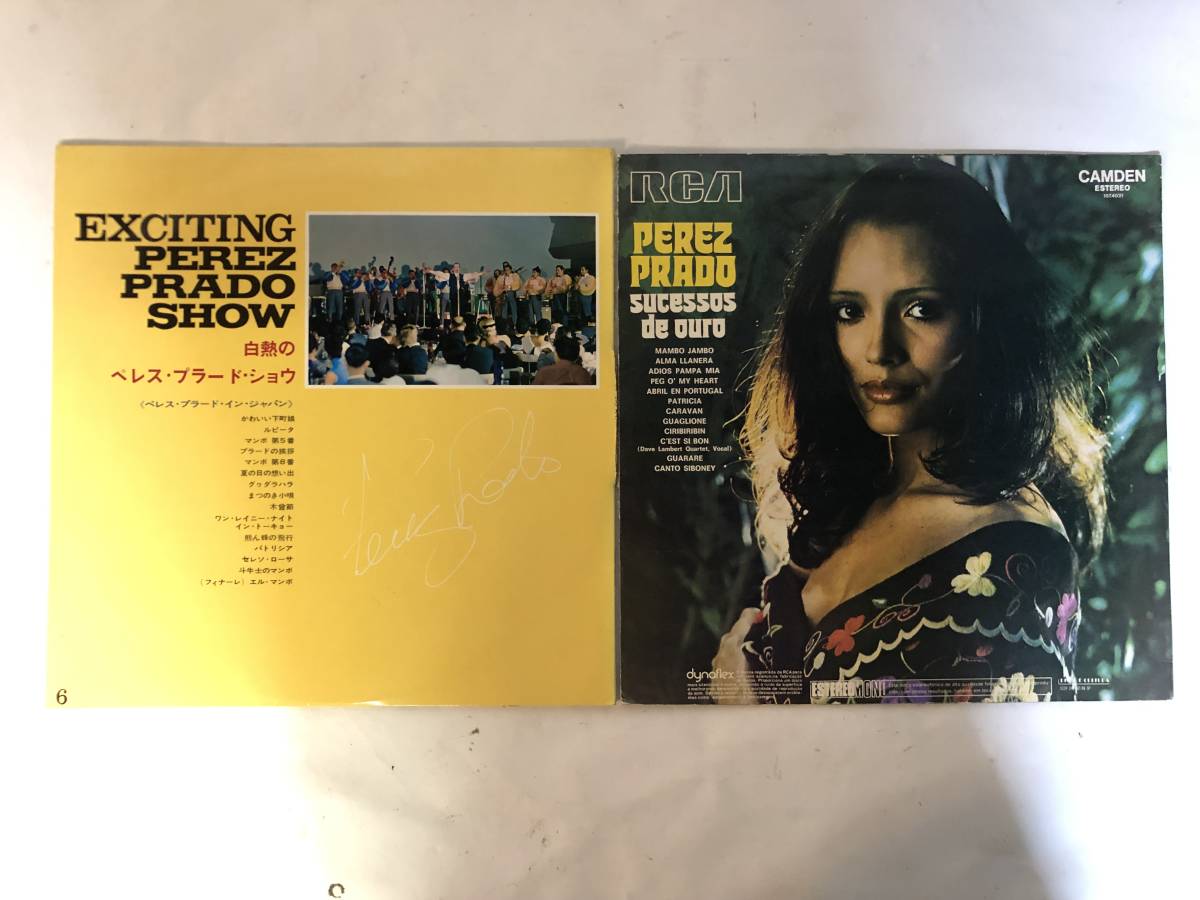 EXCITING
PEREZ
PRADO
SHOW
白熱の
ペレス・プラード・ショウ
《ペレス・プラード・イン・ジャパン》
かわいい下町娘
ルピータ
マンボ 第5番
プラードの挨拶
マンボ 第8番
夏の日の想い出
グァダラハラ
まつのき小唄
木曾節
ワン・レイニー・ナイト
イン・トーキョー
熊ん蜂の飛行
パトリシア
セレソ・ローサ
斗牛士のマンボ
(フィナーレ) エル・マンボ
6
RCA
CAMDEN
ESTEREO
PEREZ
PRADO
sucessos
de ouro
MAMBO JAMBO
ALMA LLANERA
ADIOS PAMPA MIA
PEG O' MY HEART
ABRIL EN PORTUGAL
PATRICIA
CARAVAN
GUAGLIONE
CIRIBIRIBIN
C'EST SI BON
(Dave Lambert Quartet, Vocal)
GUARARE
CANTO SIBONEY
dynaflex
ESTEREO MONO